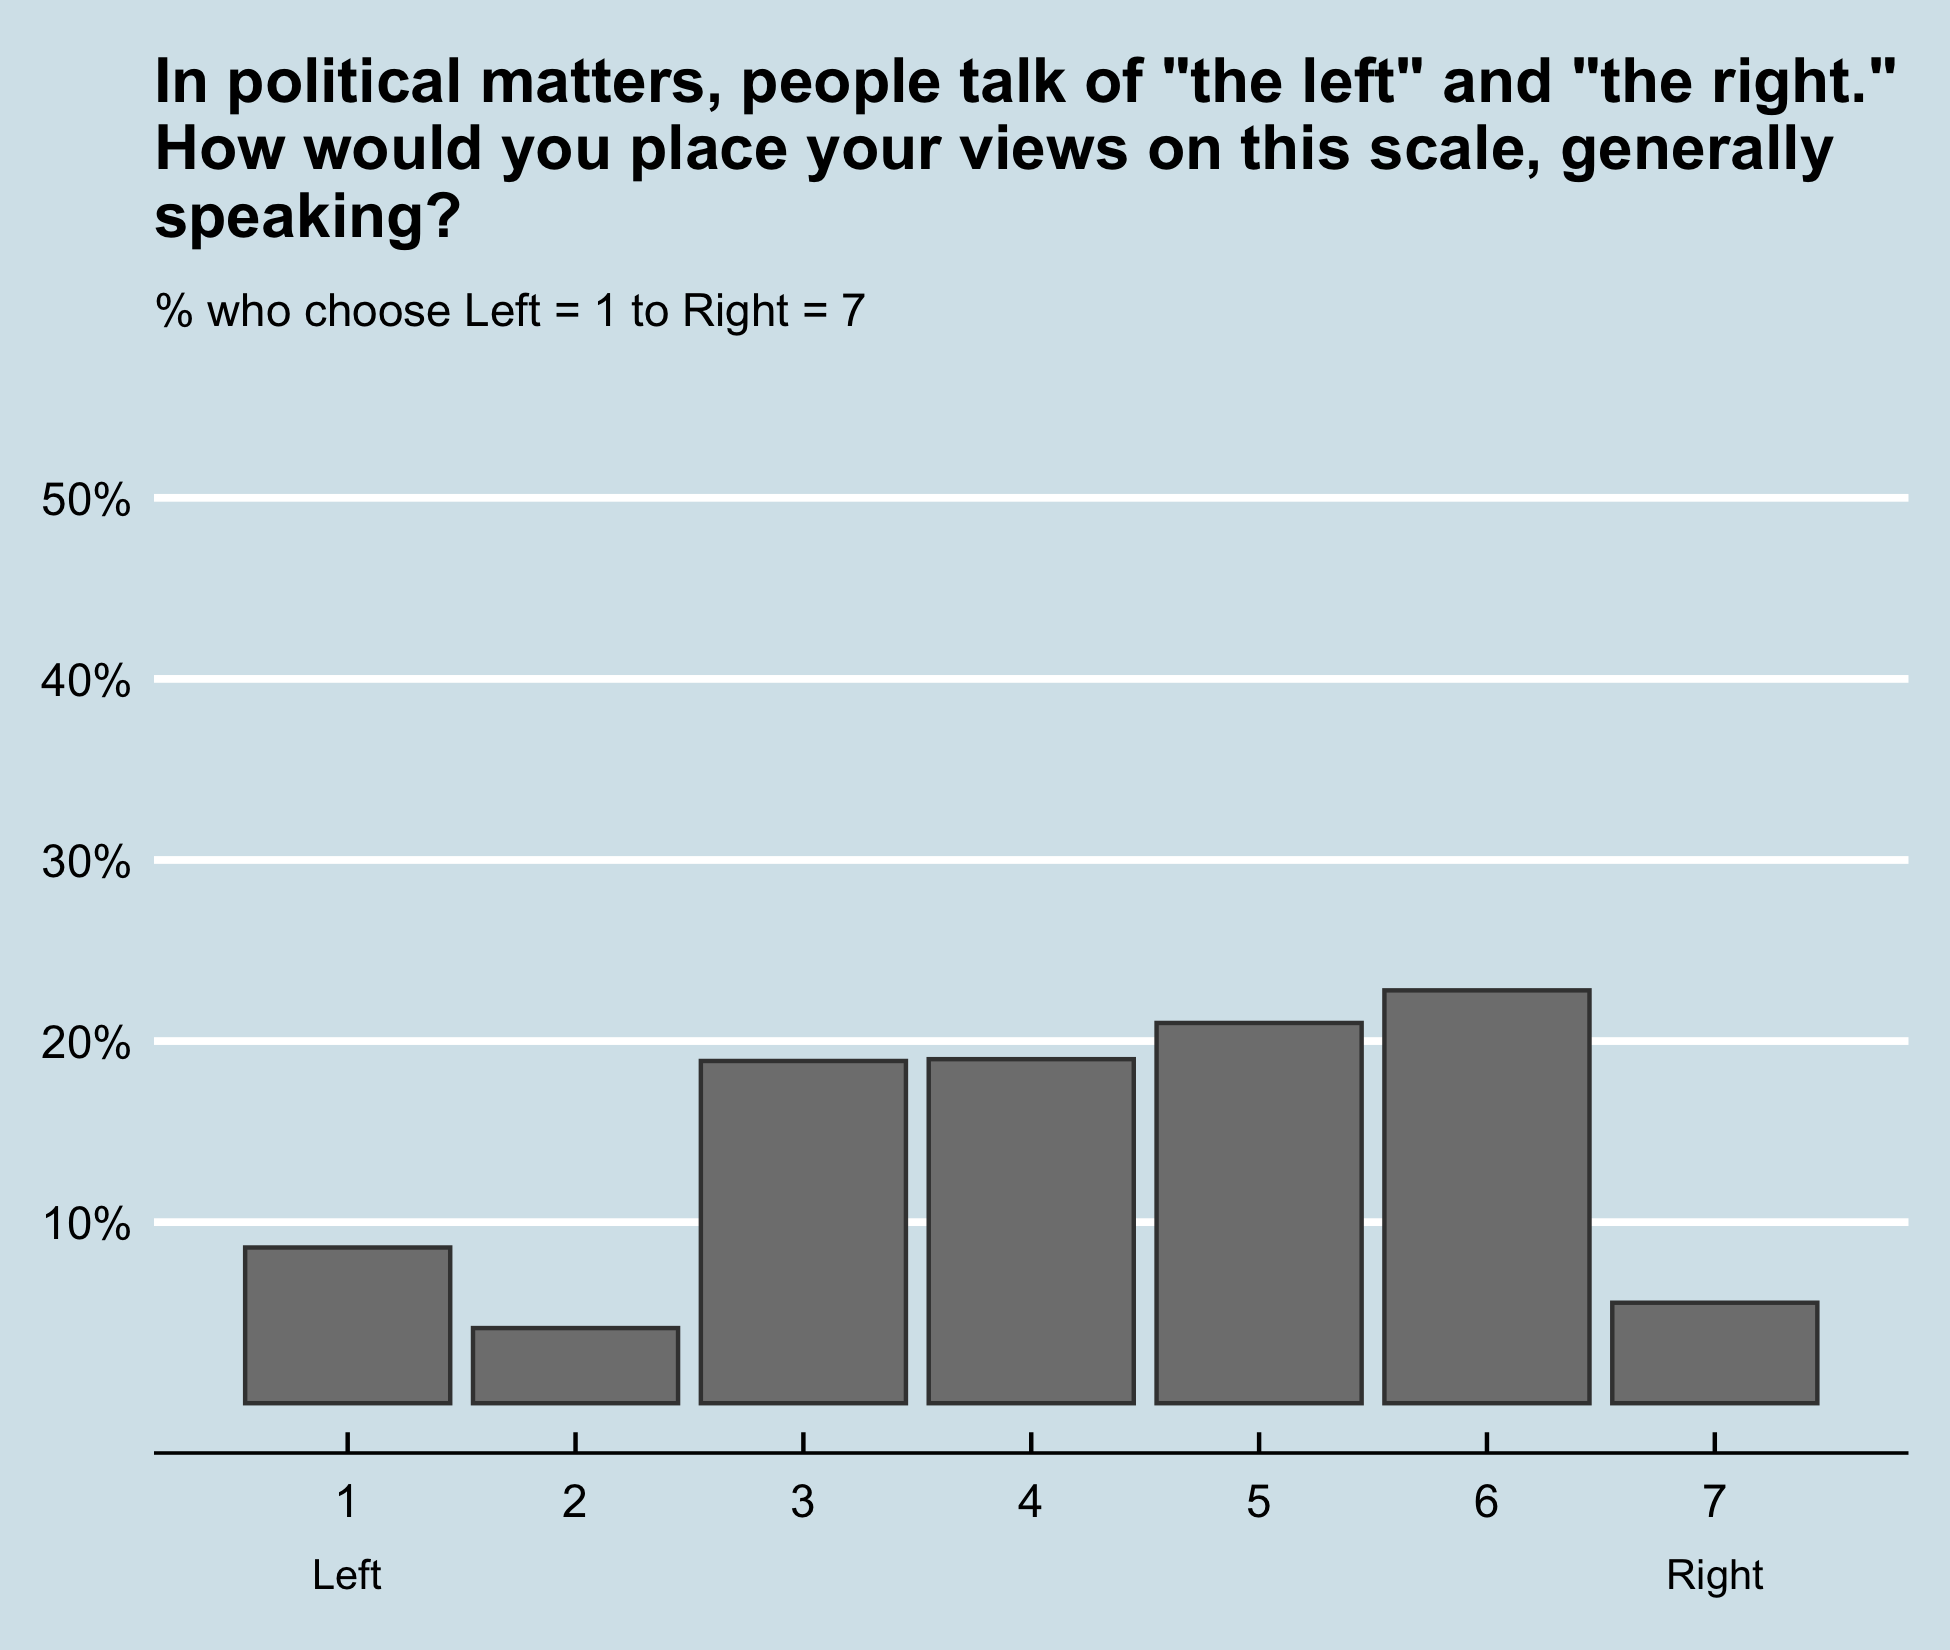 In political matters, people talk of "the left" and "the right."
How would you place your views on this scale, generally
speaking?
% who choose Left = 1 to Right = 7
50%
40%
30%
20%
10%
1 2 3 4 5 6 7
Left Right